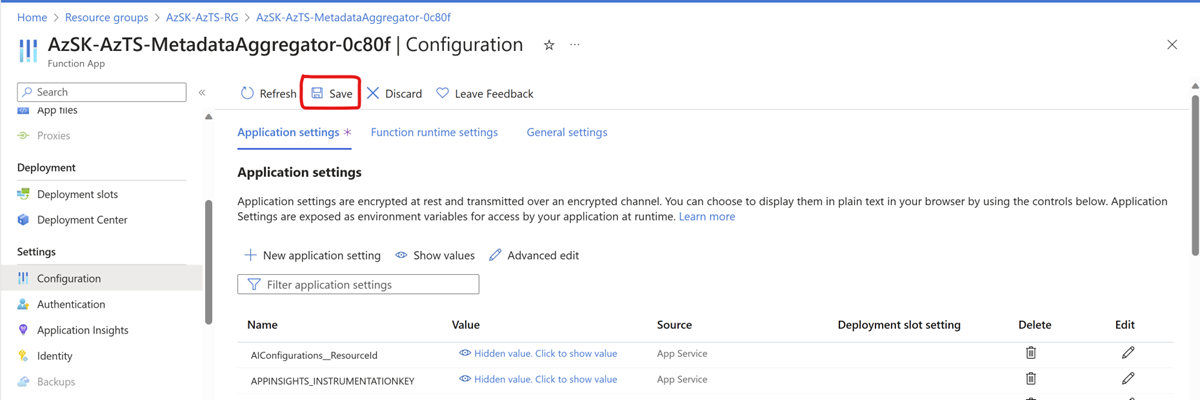 Home > Resource groups > AzSK-AzTS-RG > AzSK-AzTS-MetadataAggregator-0c80f
AzSK-AzTS-MetadataAggregator-0c80f | Configuration
Function App
Search
App files
Proxies
Deployment
Deployment slots
Deployment Center
Settings
Configuration
Authentication
Application Insights
Identity
Backups
Refresh Save Discard Leave Feedback
Application settings * Function runtime settings General settings
Application settings
Application settings are encrypted at rest and transmitted over an encrypted channel. You can choose to display them in plain text in your browser by using the controls below. Application
Settings are exposed as environment variables for access by your application at runtime. Learn more
New application setting Show values Advanced edit
Filter application settings
Name Value Source Deployment slot setting Delete Edit
AIConfigurations__ResourceId Hidden value. Click to show value App Service
APPINSIGHTS_INSTRUMENTATIONKEY Hidden value. Click to show value App Service